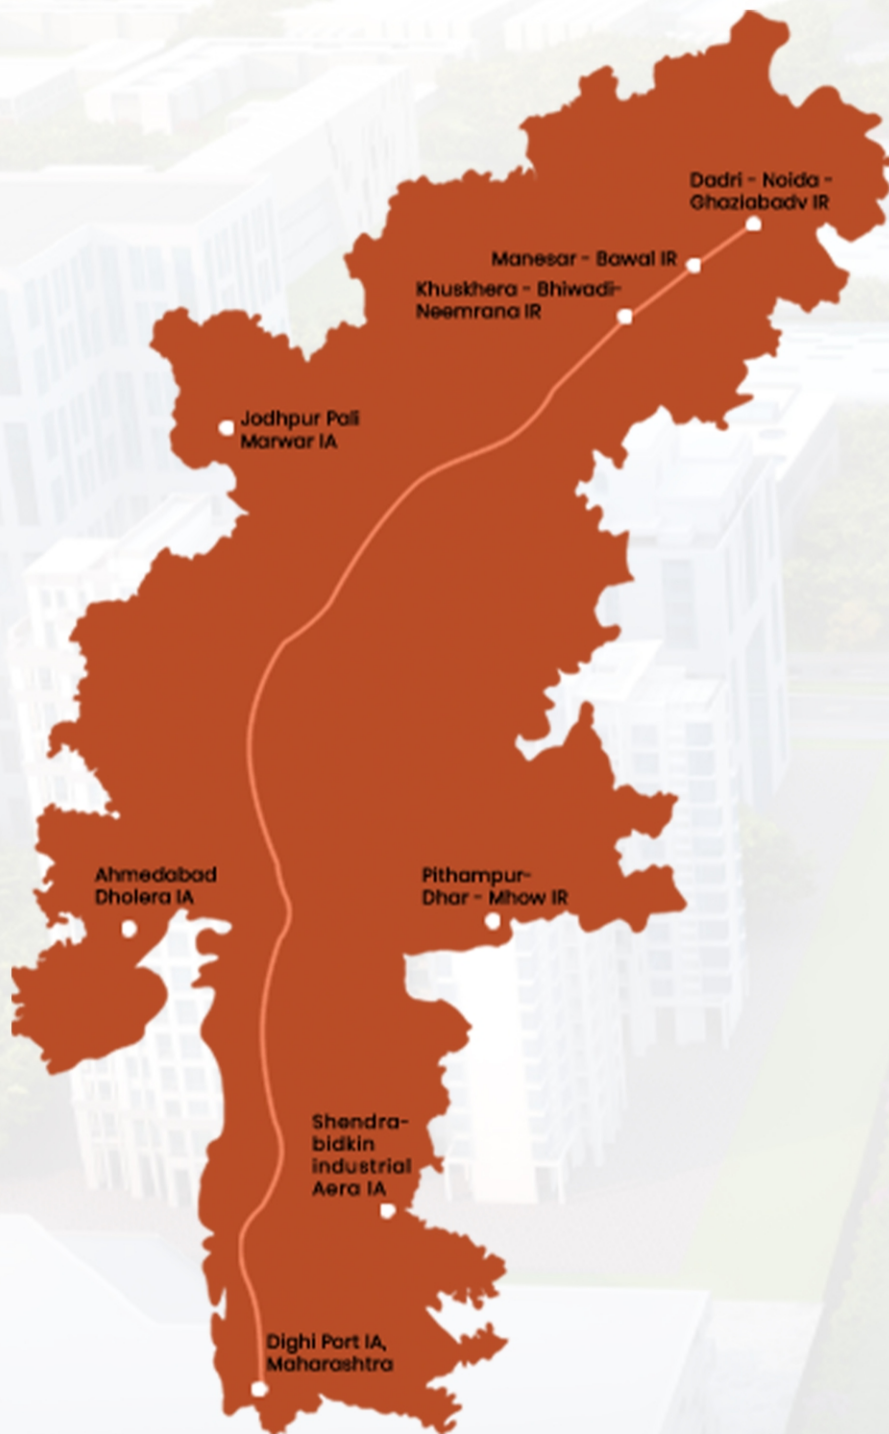 Dadri - Noida -
Ghaziabadv IR
Manesar - Bawal IR
Khuskhera - Bhiwadi-
Neemrana IR
Jodhpur Pali
Marwar IA
Ahmedabad
Dholera IA
Pithampur-
Dhar - Mhow IR
Shendra-
bidkin
industrial
Aera IA
Dighi Port IA,
Maharashtra